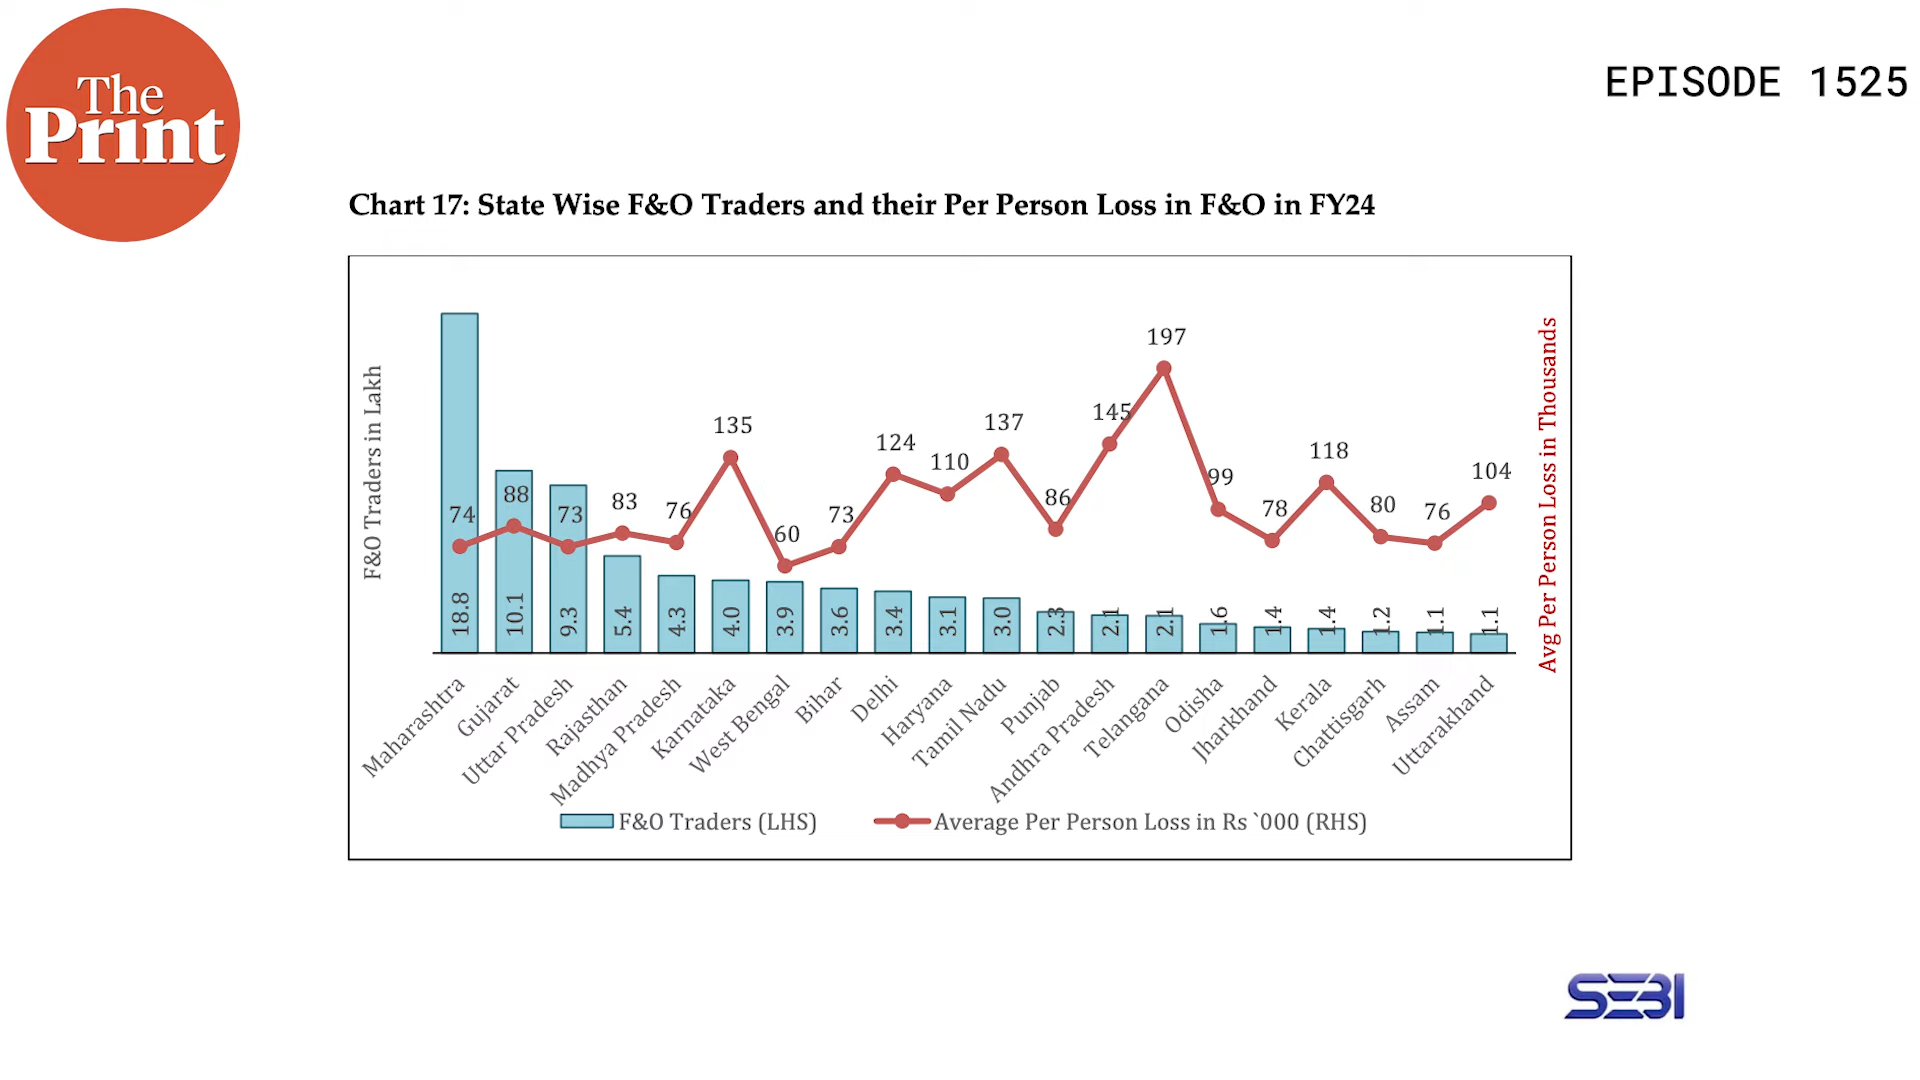 The
Print
EPISODE 1525
Chart 17: State Wise F&O Traders and their Per Person Loss in F&O in FY24
F&O Traders in Lakh
74 88 73 83 76 135 60 73 124 110 137 86 145 197 99 78 118 80 76 104
18.8 10.1 9.3 5.4 4.3 4.0 3.9 3.6 3.4 3.1 3.0 2.3 2.1 2.1 1.6 1.4 1.4 1.2 1.1 1.1
Avg Per Person Loss in Thousands
Maharashtra
Gujarat
Uttar Pradesh
Rajasthan
Madhya Pradesh
Karnataka
West Bengal
Bihar
Delhi
Haryana
Tamil Nadu
Punjab
Andhra Pradesh
Telangana
Odisha
Jharkhand
Kerala
Chattisgarh
Assam
Uttarakhand
F&O Traders (LHS)
Average Per Person Loss in Rs `000 (RHS)
SEBI